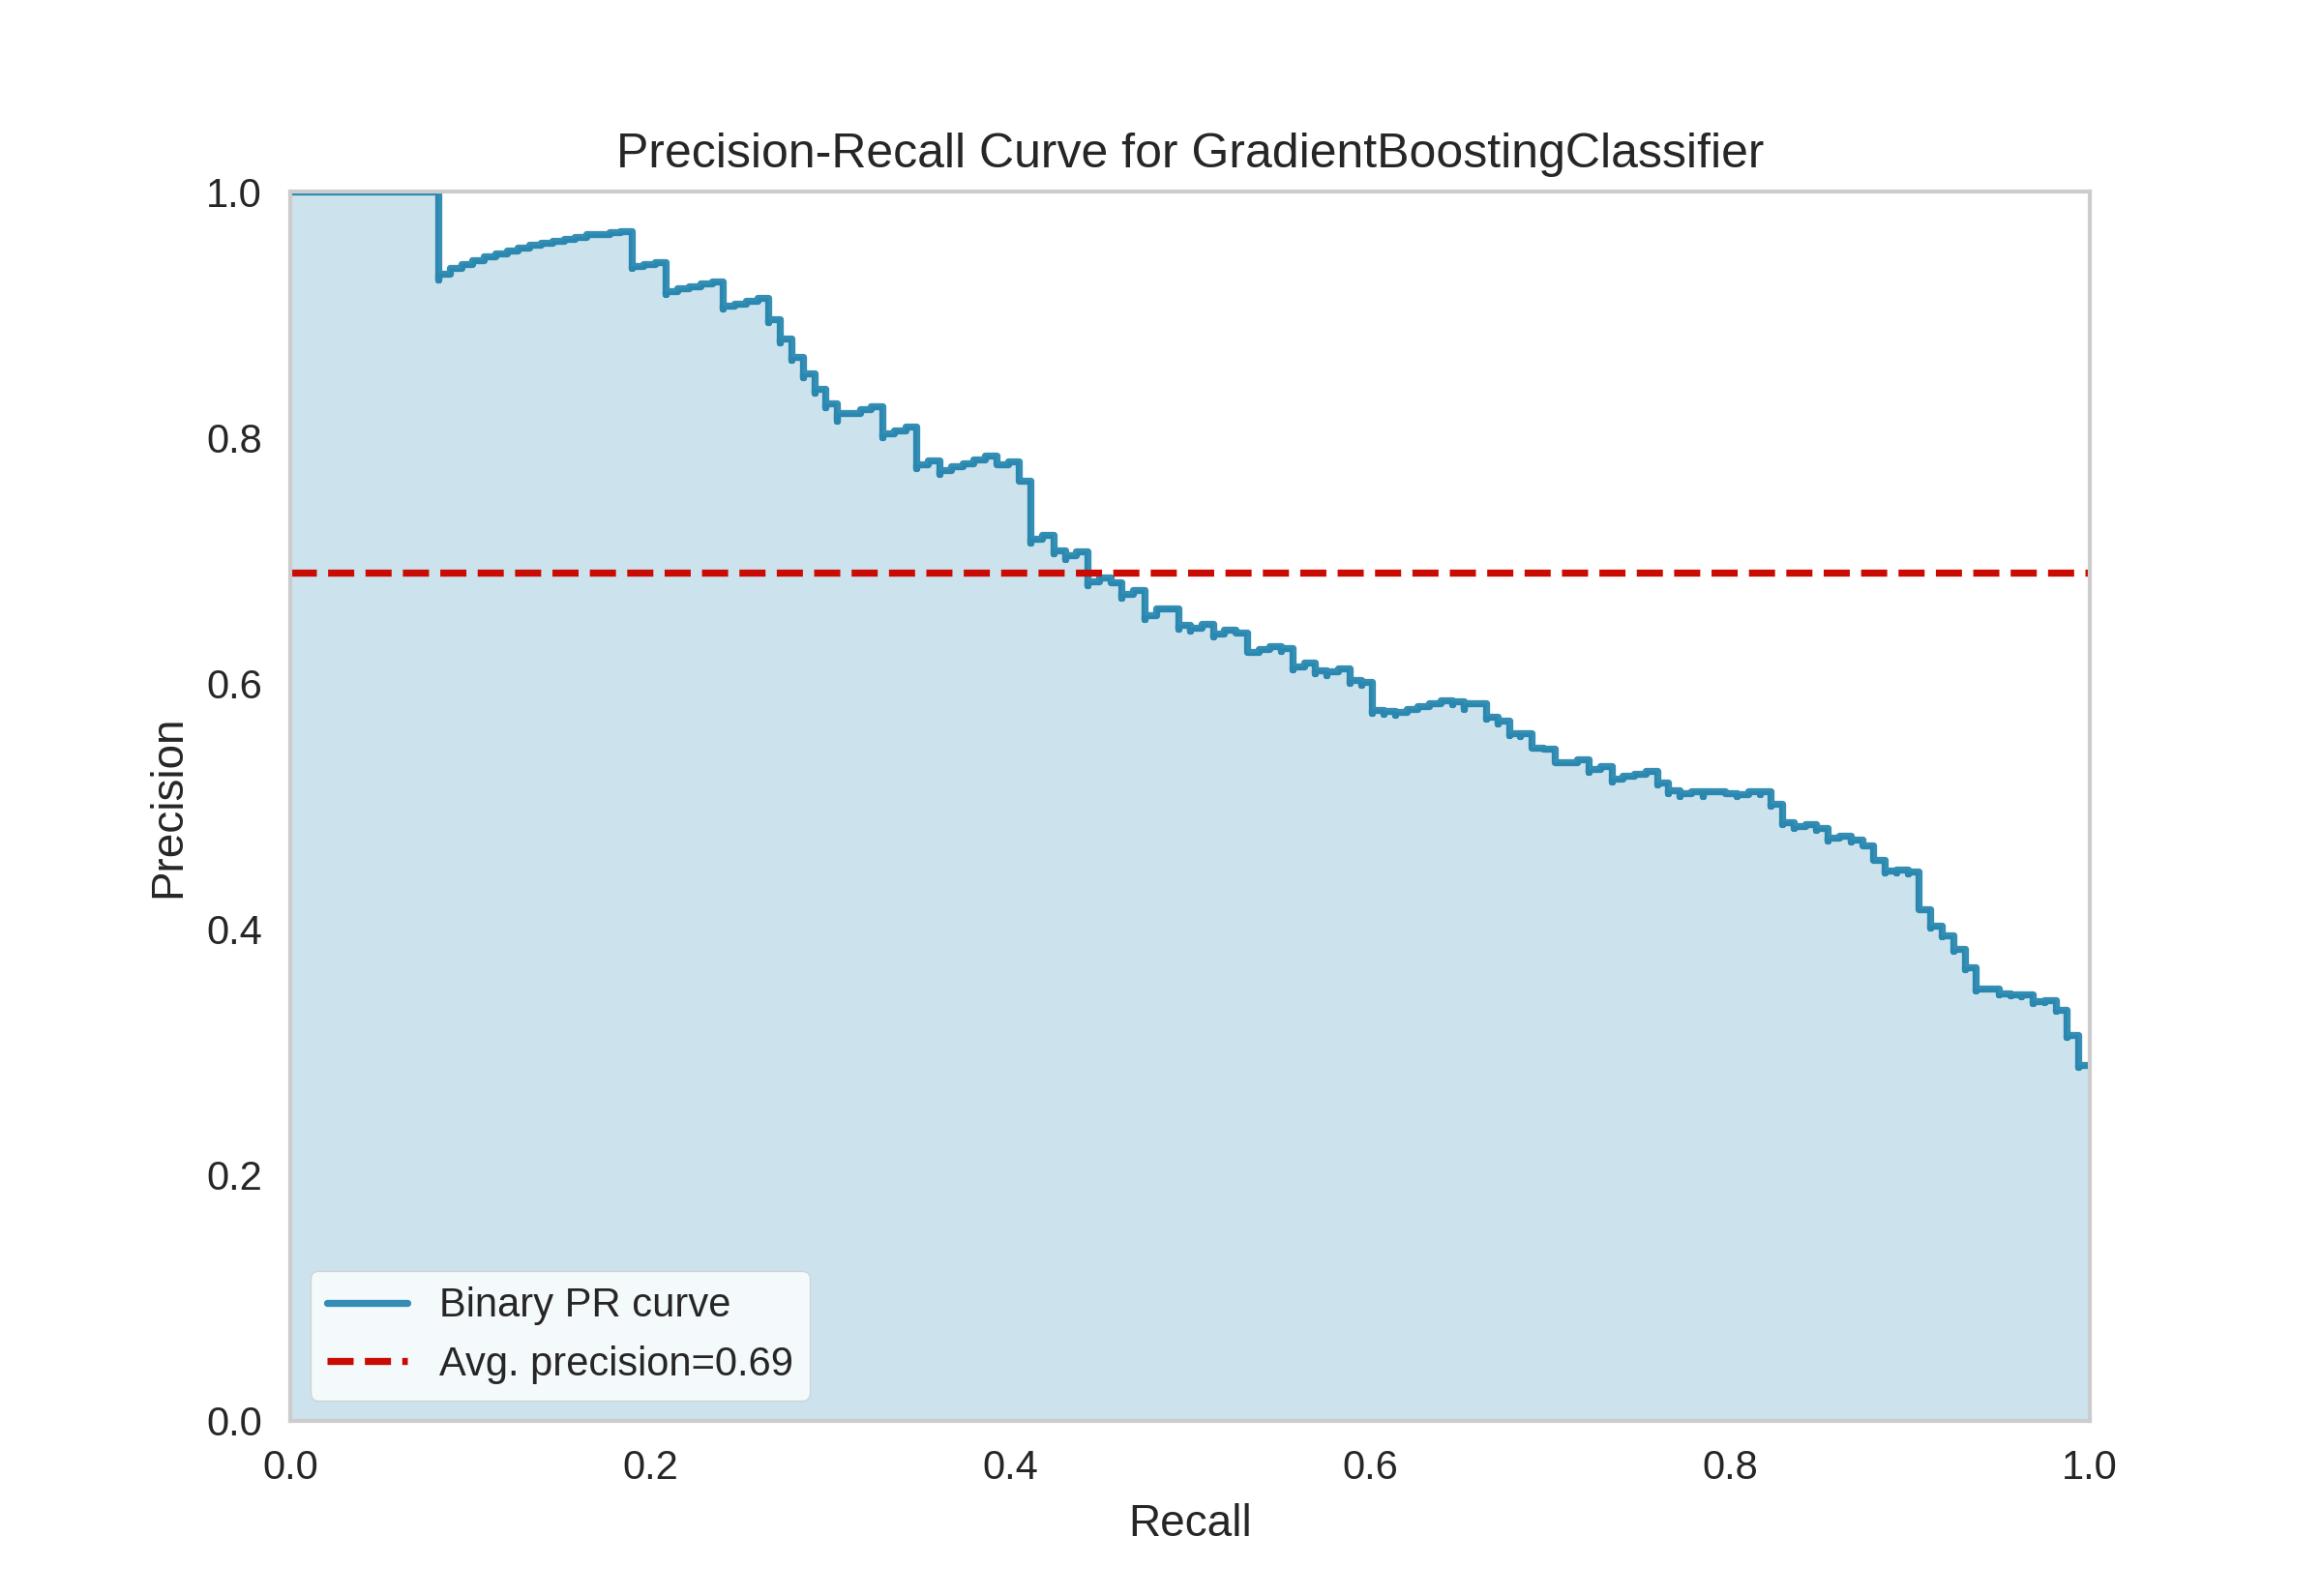 Precision-Recall Curve for GradientBoostingClassifier
1.0
0.8
0.6
0.4
0.2
0.0
Precision
Binary PR curve
Avg. precision=0.69
0.0 0.2 0.4 0.6 0.8 1.0
Recall